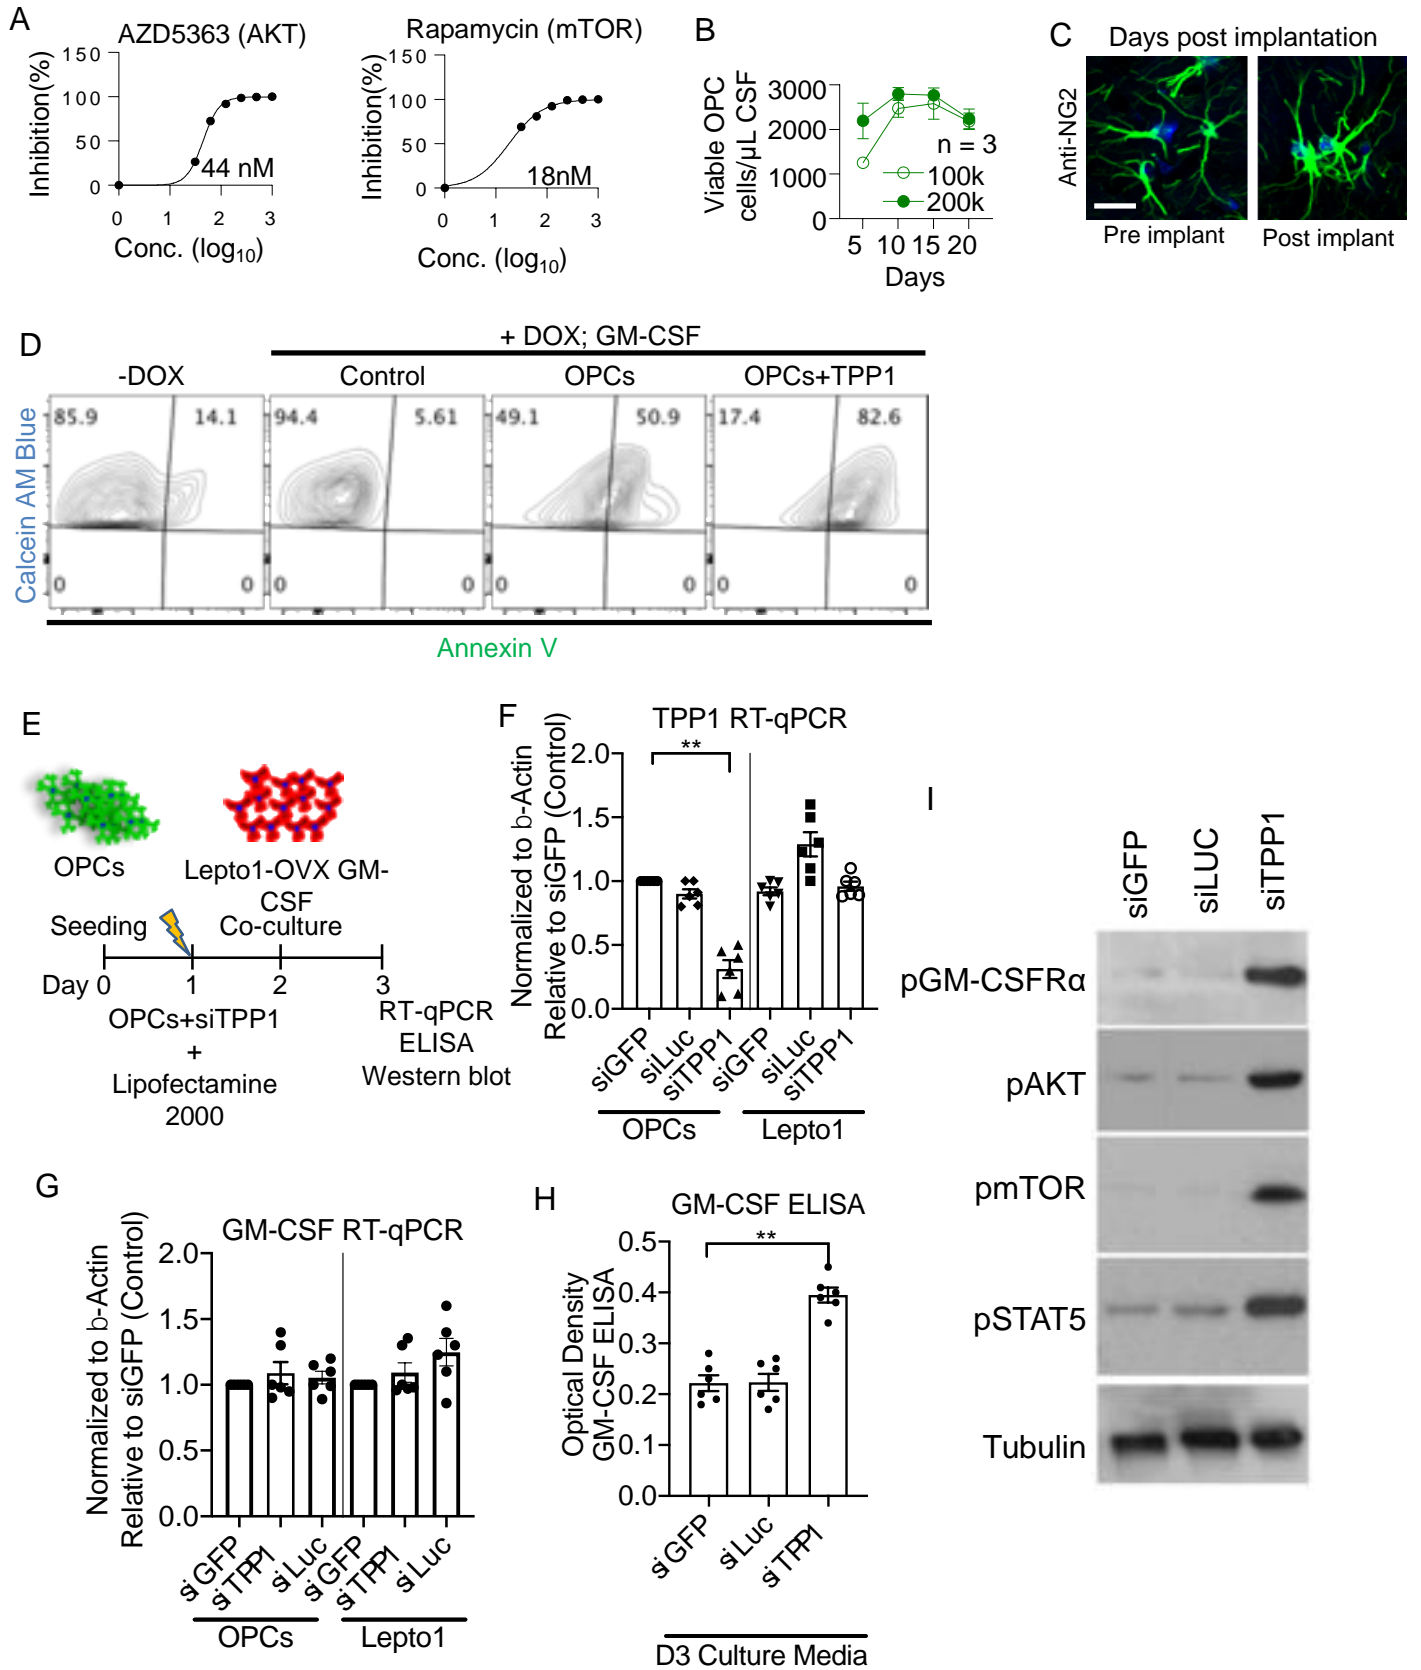 A
AZD5363 (AKT)
Inhibition(%)
150
100
50
0
44 nM
0 1 2 3
Conc. (log10)
Rapamycin (mTOR)
Inhibition(%)
150
100
50
0
18nM
0 1 2 3
Conc. (log10)
B
Viable OPC
cells/µL CSF
3000
2000
1000
0
n = 3
100k
200k
5 10 15 20
Days
C
Days post implantation
Anti-NG2
Pre implant
Post implant
D
+ DOX; GM-CSF
-DOX
Control
OPCs
OPCs+TPP1
Calcein AM Blue
85.9 14.1
0 0
94.4 5.61
0 0
49.1 50.9
0 0
17.4 82.6
0 0
Annexin V
E
OPCs
Lepto1-OVX GM-
CSF
Seeding
Co-culture
Day 0 1 2 3
OPCs+siTPP1
+
Lipofectamine
2000
RT-qPCR
ELISA
Western blot
F
TPP1 RT-qPCR
Normalized to b-Actin
Relative to siGFP (Control)
**
2.0
1.5
1.0
0.5
0.0
siGFP
siLuc
siTPP1
siGFP
siLuc
siTPP1
OPCs
Lepto1
G
GM-CSF RT-qPCR
Normalized to b-Actin
Relative to siGFP (Control)
2.0
1.5
1.0
0.5
0.0
siGFP
siTPP1
siLuc
siGFP
siTPP1
siLuc
OPCs
Lepto1
H
GM-CSF ELISA
Optical Density
GM-CSF ELISA
**
0.5
0.4
0.3
0.2
0.1
0.0
siGFP
siLuc
siTPP1
D3 Culture Media
I
siGFP
siLUC
siTPP1
pGM-CSFRα
pAKT
pmTOR
pSTAT5
Tubulin